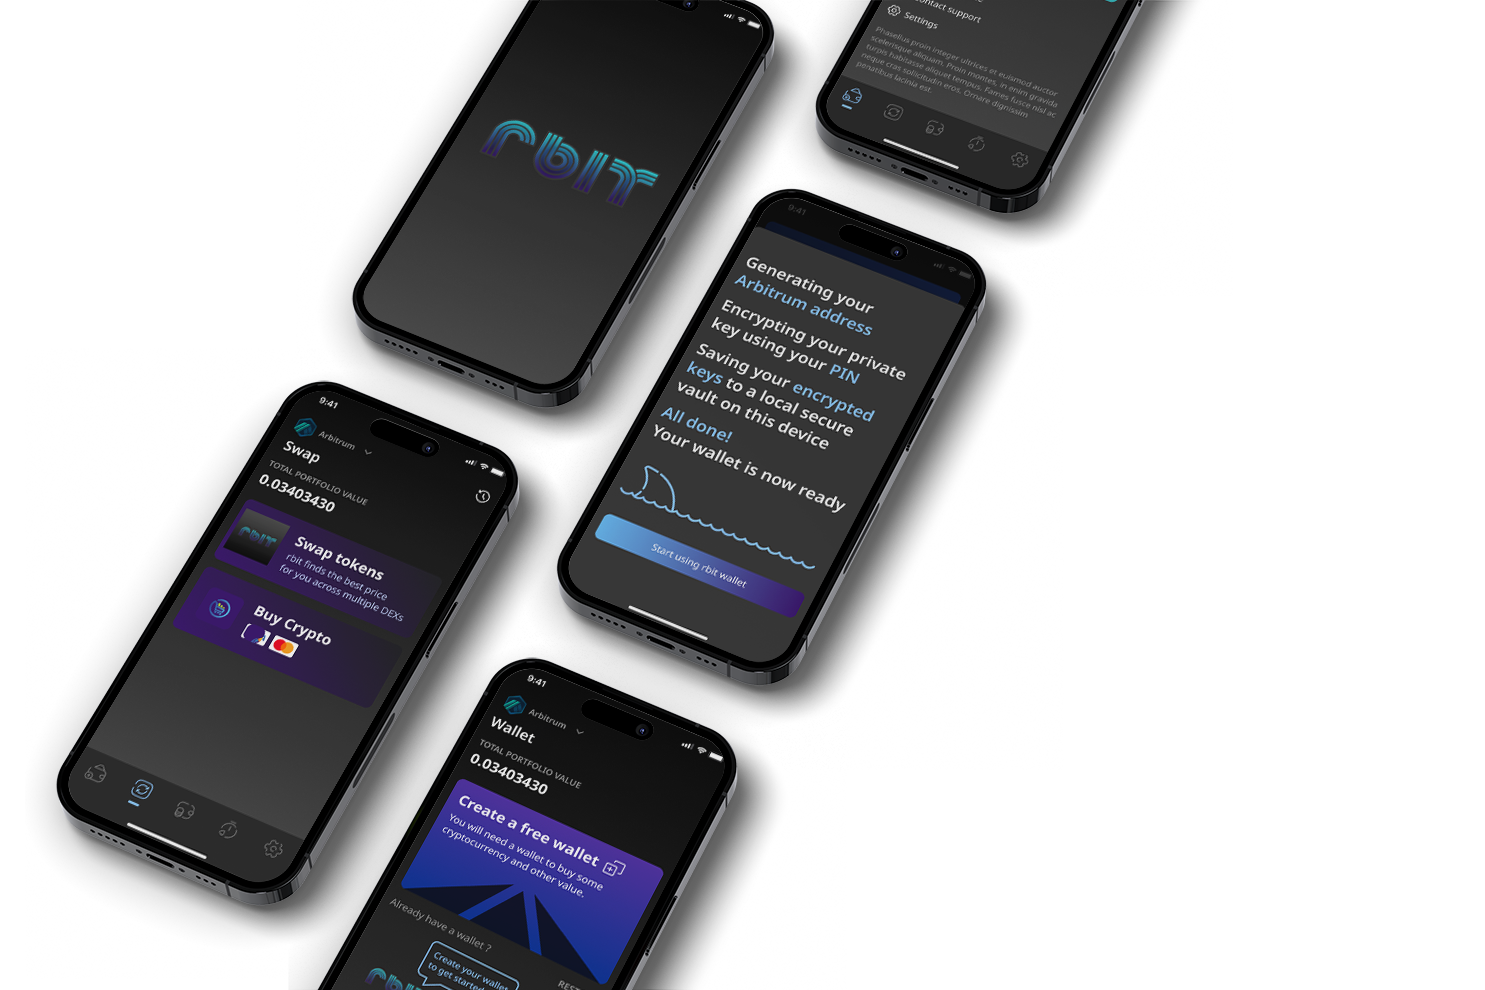 rbit
contact support
Settings
Phasellus proin integer ultrices et euismod auctor
scelerisque aliquam. Proin montes, in enim gravida
turpis habitasse aliquet tempus. Fames fusce nisl ac
neque cras sollicitudin eros. Ornare dignissim
penatibus lacinia est.
9:41
Generating your
Arbitrum address
Encrypting your private
key using your PIN
Saving your encrypted
keys to a local secure
vault on this device
All done!
Your wallet is now ready
Start using rbit wallet
9:41
Arbitrum
Swap
TOTAL PORTFOLIO VALUE
0.03403430
rbit
Swap tokens
rbit finds the best price
for you across multiple DEXs
Buy Crypto
9:41
Arbitrum
Wallet
TOTAL PORTFOLIO VALUE
0.03403430
Create a free wallet
You will need a wallet to buy some
cryptocurrency and other value.
Already have a wallet ?
Create your wallet
to get started